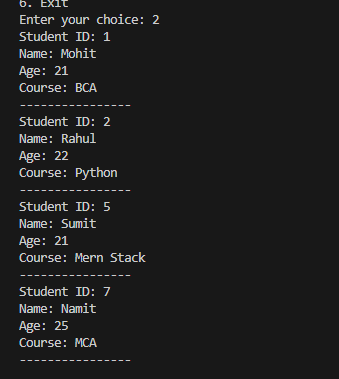 6. Exit
Enter your choice: 2
Student ID: 1
Name: Mohit
Age: 21
Course: BCA
----------------
Student ID: 2
Name: Rahul
Age: 22
Course: Python
----------------
Student ID: 5
Name: Sumit
Age: 21
Course: Mern Stack
----------------
Student ID: 7
Name: Namit
Age: 25
Course: MCA
----------------